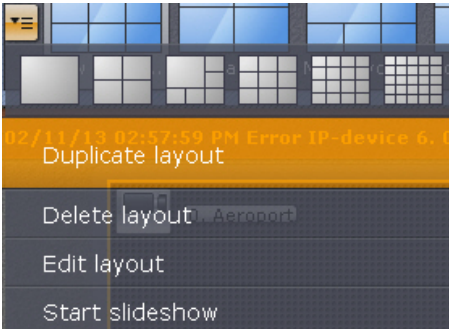 02/11/13 02:57:59 PM Error IP-device 6.
Duplicate layout
Delete layout
. Aeroport
Edit layout
Start slideshow